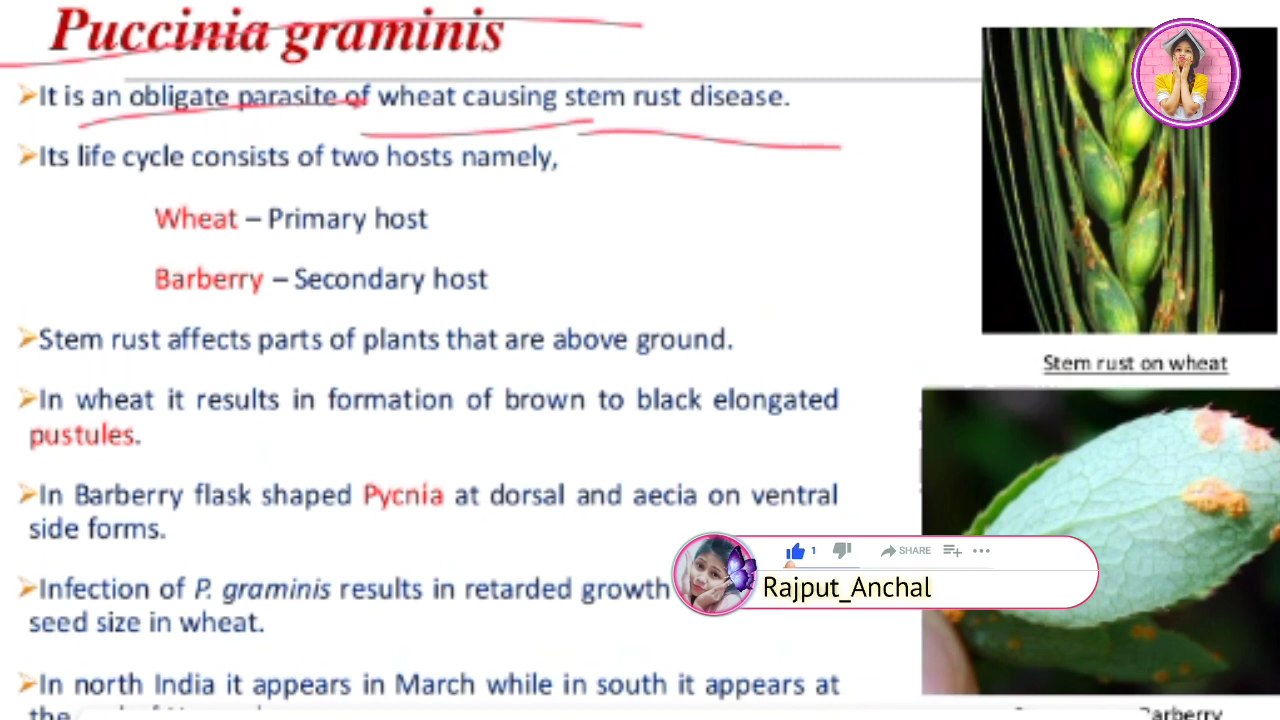 Puccinia graminis
➤It is an obligate parasite of wheat causing stem rust disease.
➤Its life cycle consists of two hosts namely,
Wheat – Primary host
Barberry – Secondary host
➤Stem rust affects parts of plants that are above ground.
➤In wheat it results in formation of brown to black elongated
pustules.
➤In Barberry flask shaped Pycnia at dorsal and aecia on ventral
side forms.
➤Infection of P. graminis results in retarded growth
seed size in wheat.
➤In north India it appears in March while in south it appears at
the
Stem rust on wheat
Barberry
1 SHARE
Rajput_Anchal